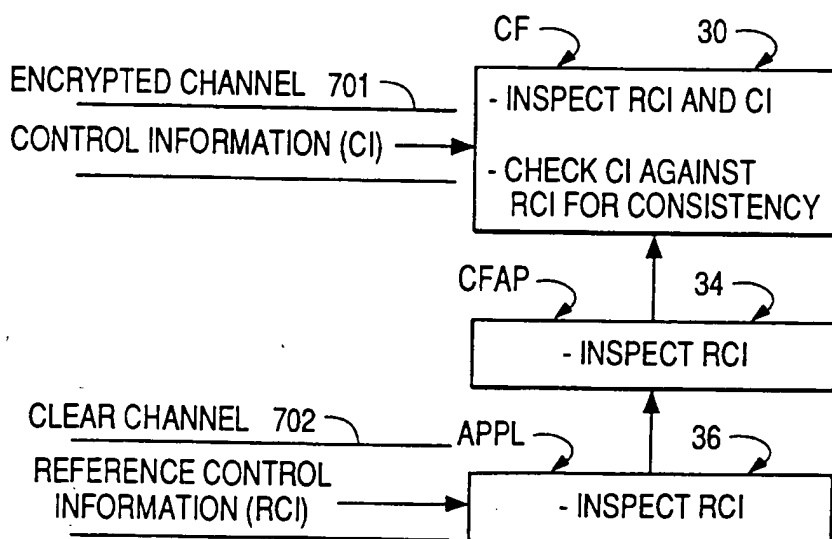 CF 30
ENCRYPTED CHANNEL 701
- INSPECT RCI AND CI
CONTROL INFORMATION (CI)
- CHECK CI AGAINST
RCI FOR CONSISTENCY
CFAP 34
- INSPECT RCI
CLEAR CHANNEL 702
APPL 36
REFERENCE CONTROL
INFORMATION (RCI)
- INSPECT RCI